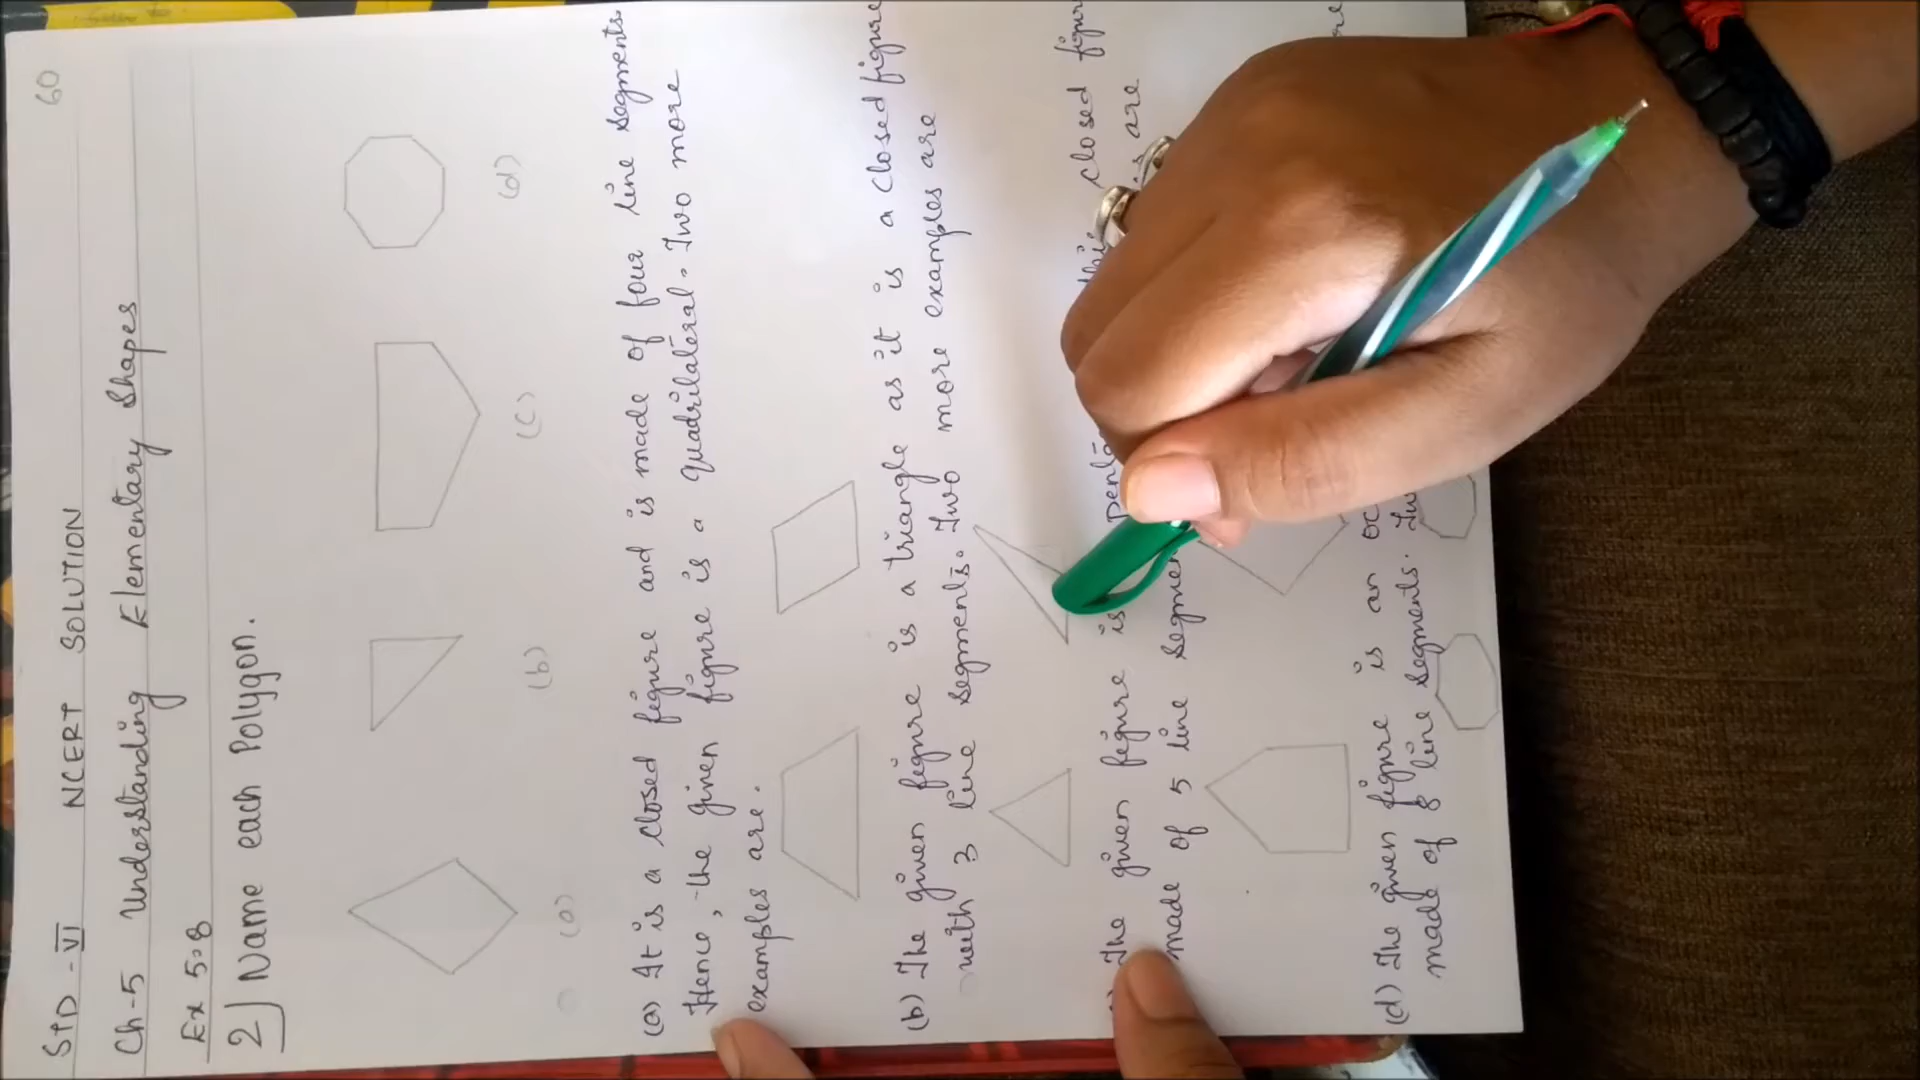 60
STD - VI NCERT SOLUTION
Ch-5 Understanding Elementary Shapes
Ex 5.8
2) Name each Polygon.
(a) (b) (c) (d)
(a) It is a closed figure and is made of four line segments.
Hence, the given figure is a quadrilateral. Two more
examples are.
(b) The given figure is a triangle as it is a closed figure
with 3 line segments. Two more examples are
The given figure is closed
made of 5 line are
(d) The given figure is an
made of 8 line segments.